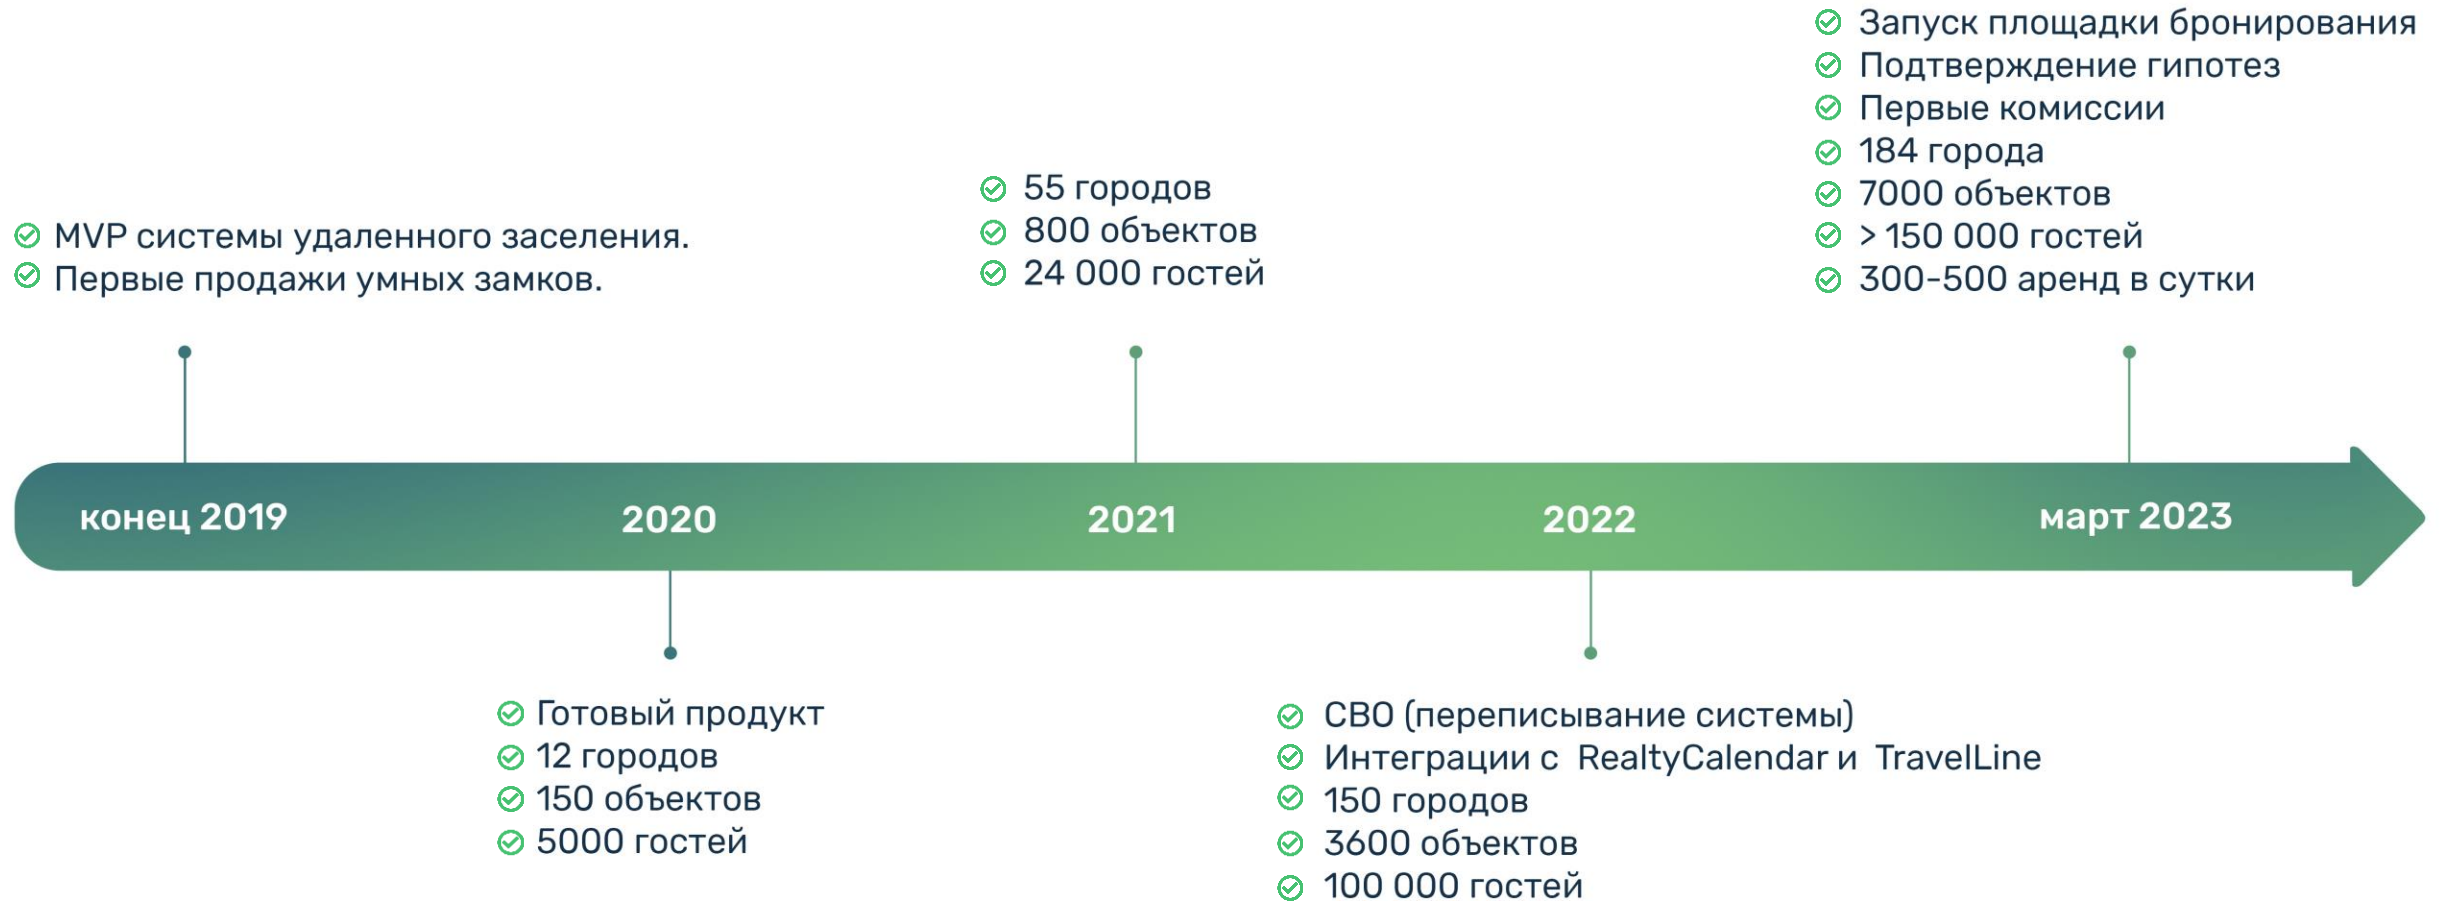 MVP системы удаленного заселения.
Первые продажи умных замков.
55 городов
800 объектов
24 000 гостей
Запуск площадки бронирования
Подтверждение гипотез
Первые комиссии
184 города
7000 объектов
> 150 000 гостей
300-500 аренд в сутки
конец 2019
2020
2021
2022
март 2023
Готовый продукт
12 городов
150 объектов
5000 гостей
СВО (переписывание системы)
Интеграции с RealtyCalendar и TravelLine
150 городов
3600 объектов
100 000 гостей